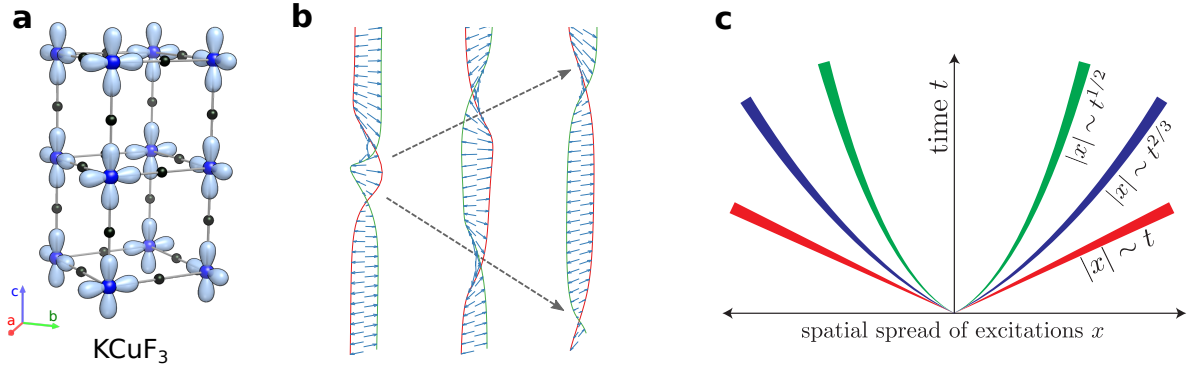 a
c
a
b
KCuF₃
b
c
time t
|x| ~ t^{1/2}
|x| ~ t^{2/3}
|x| ~ t
spatial spread of excitations x